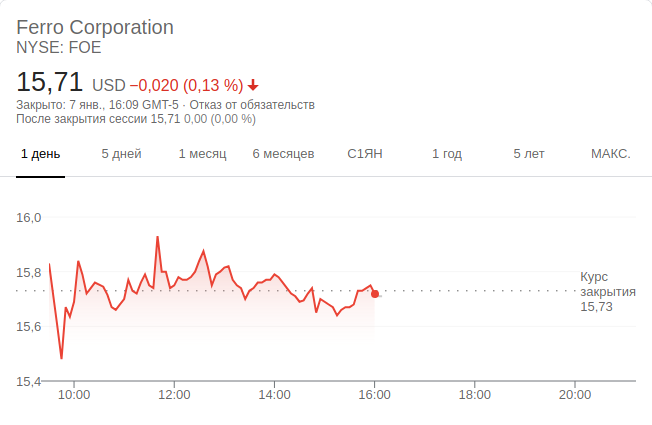 Ferro Corporation
NYSE: FOE
15,71 USD −0,020 (0,13 %)
Закрыто: 7 янв., 16:09 GMT-5 · Отказ от обязательств
После закрытия сессии 15,71 0,00 (0,00 %)
1 день 5 дней 1 месяц 6 месяцев С1ЯН 1 год 5 лет МАКС.
16,0
15,8
Курс
закрытия
15,73
15,6
15,4
10:00 12:00 14:00 16:00 18:00 20:00